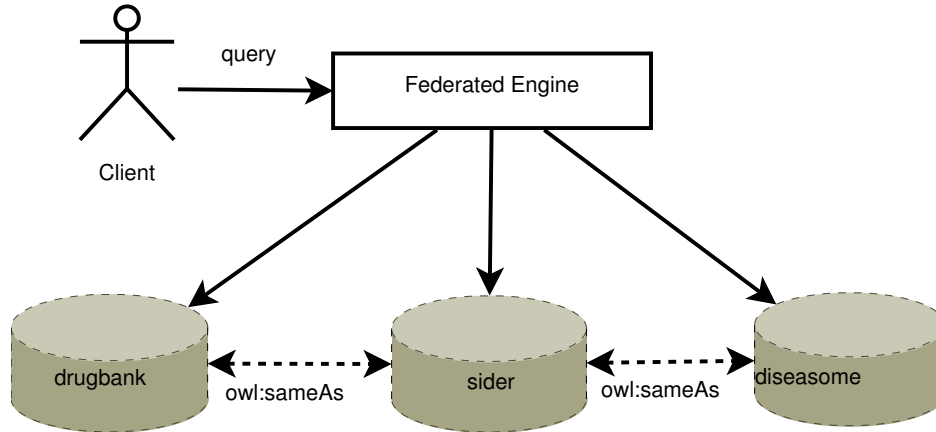 query
Federated Engine
Client
drugbank
owl:sameAs
sider
owl:sameAs
diseasome